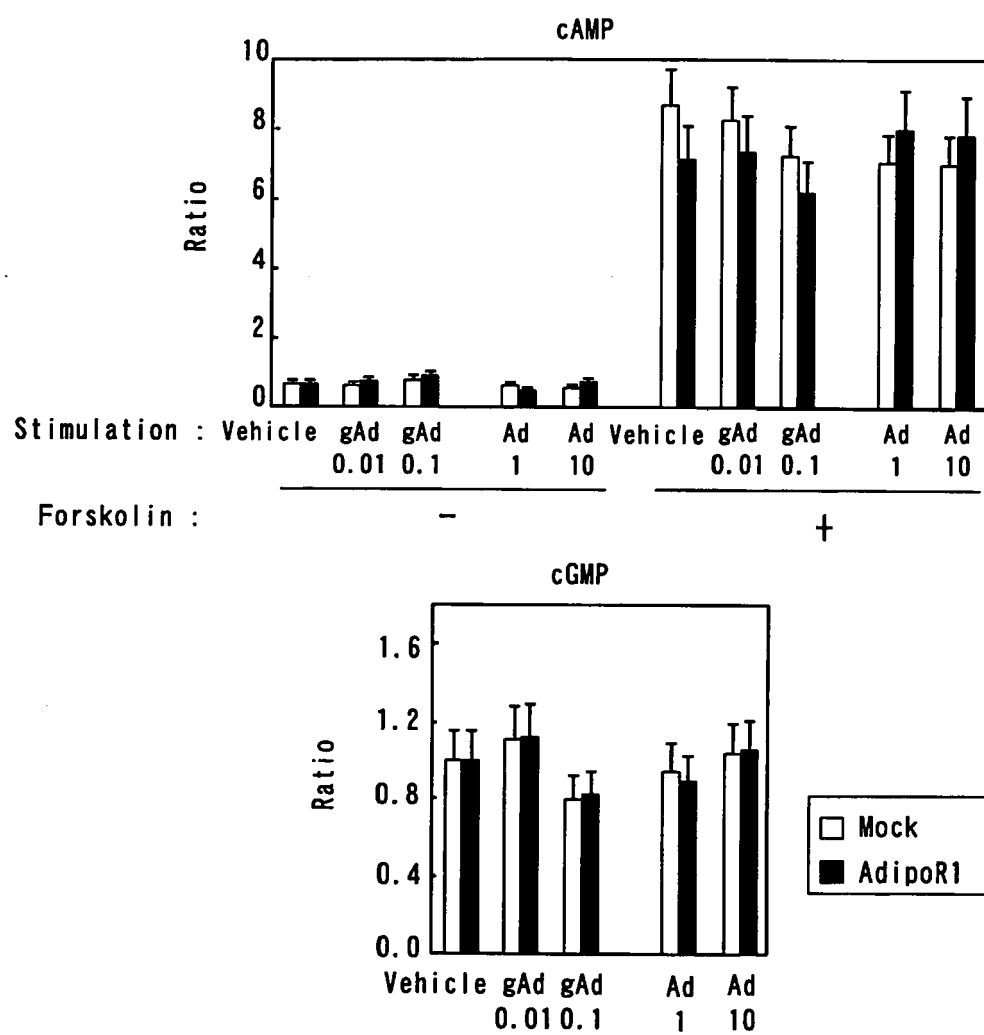 cAMP
10
8
6
4
2
0
Ratio
Stimulation : Vehicle gAd gAd Ad Ad Vehicle gAd gAd Ad Ad
0.01 0.1 1 10 0.01 0.1 1 10
Forskolin : − +
cGMP
1.6
1.2
0.8
0.4
0.0
Ratio
Mock
AdipoR1
Vehicle gAd gAd Ad Ad
0.01 0.1 1 10